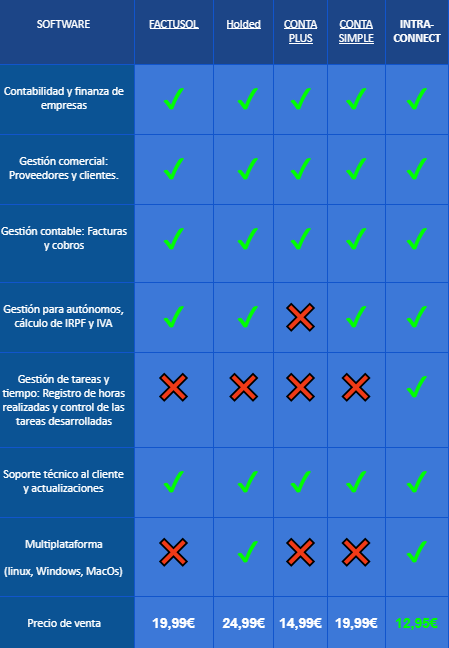 SOFTWARE FACTUSOL Holded CONTA INTRA-
PLUS CONTA SIMPLE CONNECT
Contabilidad y finanza de
empresas
Gestión comercial:
Proveedores y clientes.
Gestión contable: Facturas
y cobros
Gestión para autónomos,
cálculo de IRPF y IVA
Gestión de tareas y
tiempo: Registro de horas
realizadas y control de las
tareas desarrolladas
Soporte técnico al cliente
y actualizaciones
Multiplataforma
(linux, Windows, MacOs)
Precio de venta 19,99€ 24,99€ 14,99€ 19,99€ 12,95€